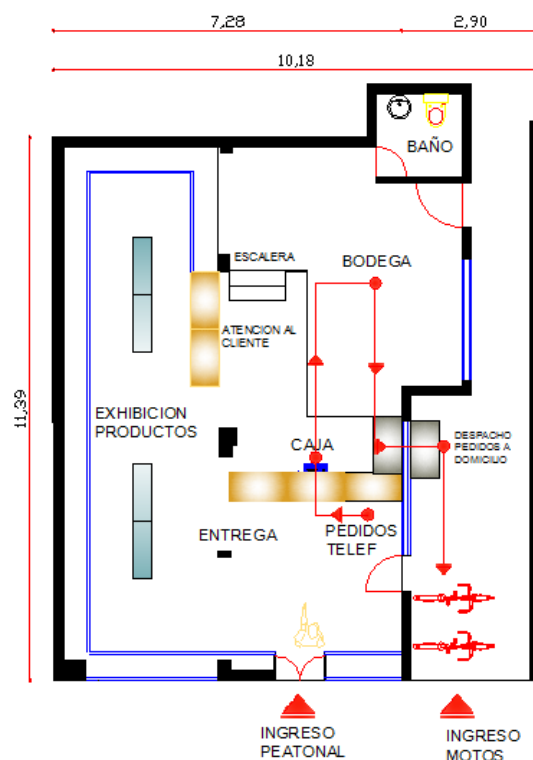 7,28
2,90
10,18
BAÑO
ESCALERA
BODEGA
ATENCION AL
CLIENTE
11,39
EXHIBICION
PRODUCTOS
CAJA
DESPACHO
PEDIDOS A
DOMICILIO
ENTREGA
PEDIDOS
TELEF
INGRESO
PEATONAL
INGRESO
MOTOS